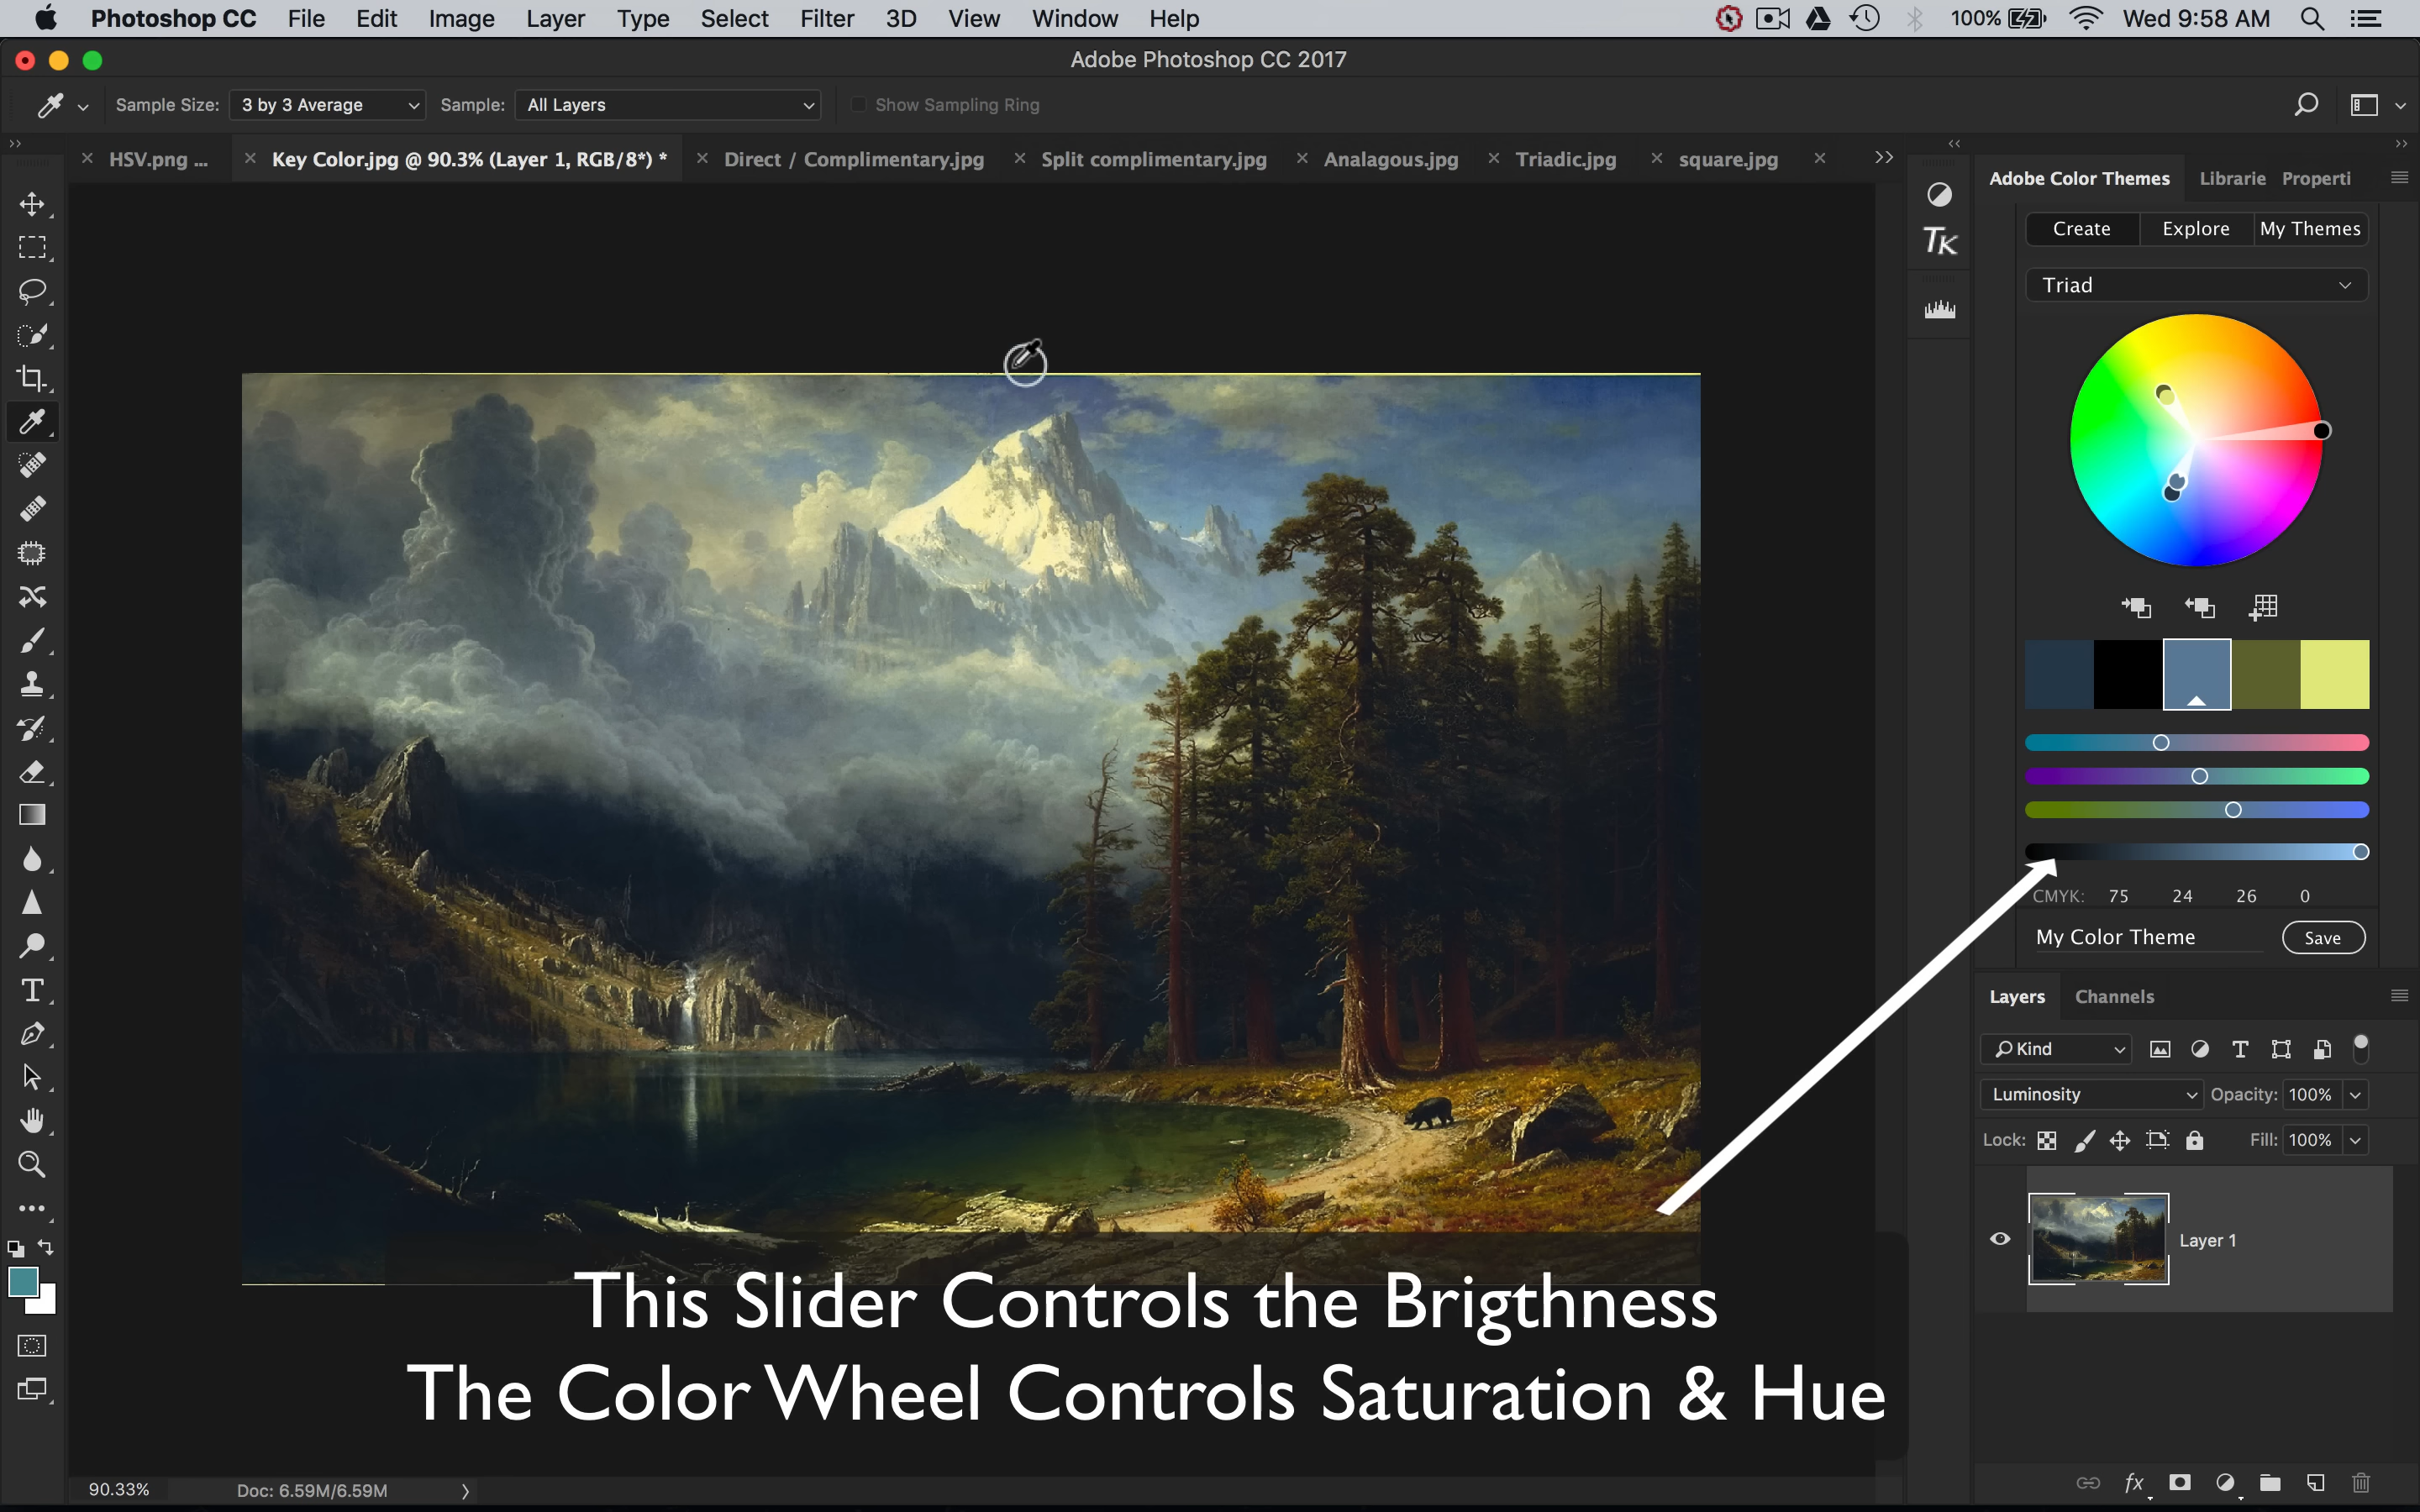 Photoshop CC File Edit Image Layer Type Select Filter 3D View Window Help 100% Wed 9:58 AM
Adobe Photoshop CC 2017
Sample Size: 3 by 3 Average Sample: All Layers Show Sampling Ring
HSV.png ... Key Color.jpg @ 90.3% (Layer 1, RGB/8*) * Direct / Complimentary.jpg Split complimentary.jpg Analagous.jpg Triadic.jpg square.jpg
Adobe Color Themes Librarie Properti
TK
Create Explore My Themes
Triad
CMYK: 75 24 26 0
My Color Theme Save
Layers Channels
Kind
Luminosity Opacity: 100%
Lock: Fill: 100%
Layer 1
This Slider Controls the Brigthness
The Color Wheel Controls Saturation & Hue
90.33% Doc: 6.59M/6.59M
fx